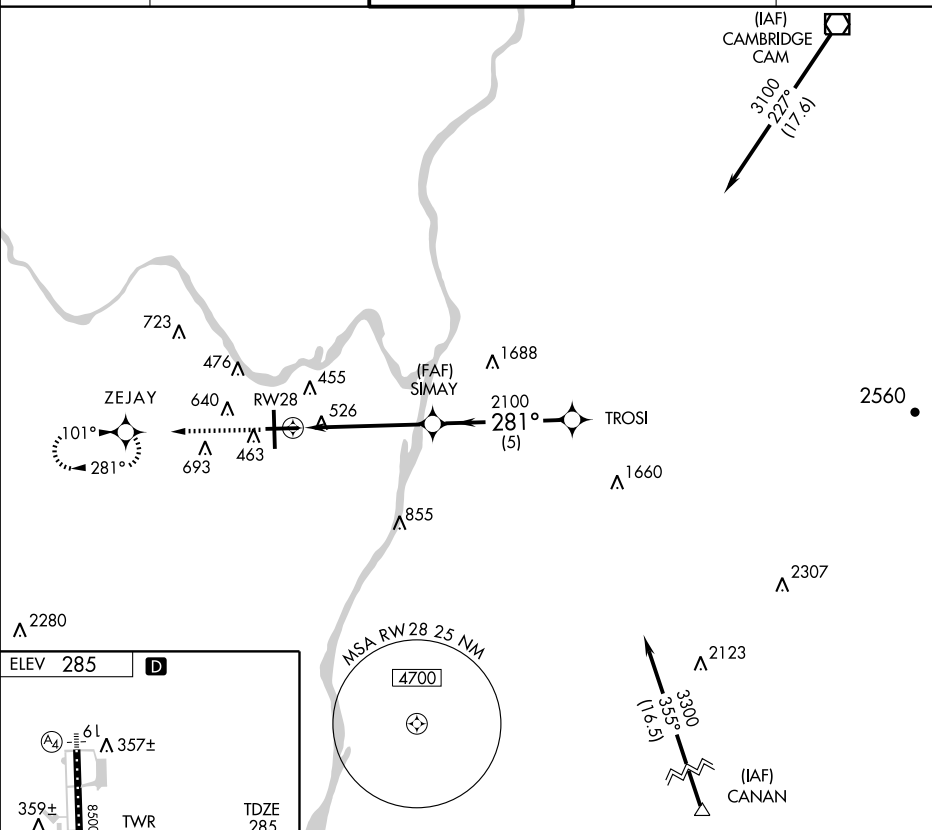 (IAF)
CAMBRIDGE
CAM
3100
227°
(17.6)
723
476
455
(FAF)
SIMAY
1688
ZEJAY
640
RW28
526
2100
281°
(5)
TROSI
2560
101°
281°
693
463
1660
855
2307
2280
MSA RW 28 25 NM
4700
2123
3300
355°
(16.5)
(IAF)
CANAN
ELEV 285
D
A4
19
357±
359±
8500
TWR
TDZE
285